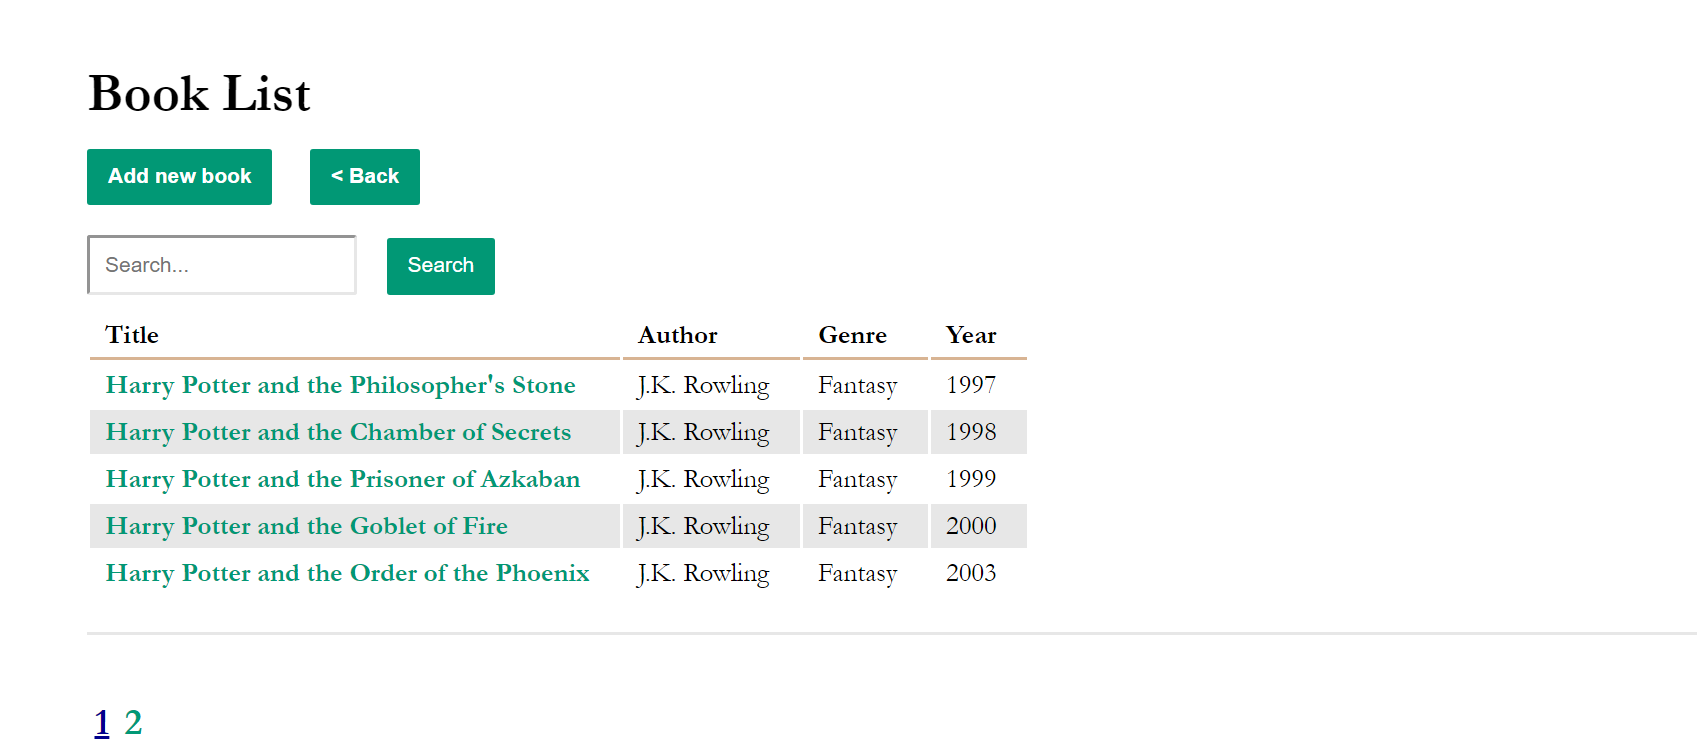 Book List
Add new book < Back
Search... Search
Title Author Genre Year
Harry Potter and the Philosopher's Stone J.K. Rowling Fantasy 1997
Harry Potter and the Chamber of Secrets J.K. Rowling Fantasy 1998
Harry Potter and the Prisoner of Azkaban J.K. Rowling Fantasy 1999
Harry Potter and the Goblet of Fire J.K. Rowling Fantasy 2000
Harry Potter and the Order of the Phoenix J.K. Rowling Fantasy 2003
1 2